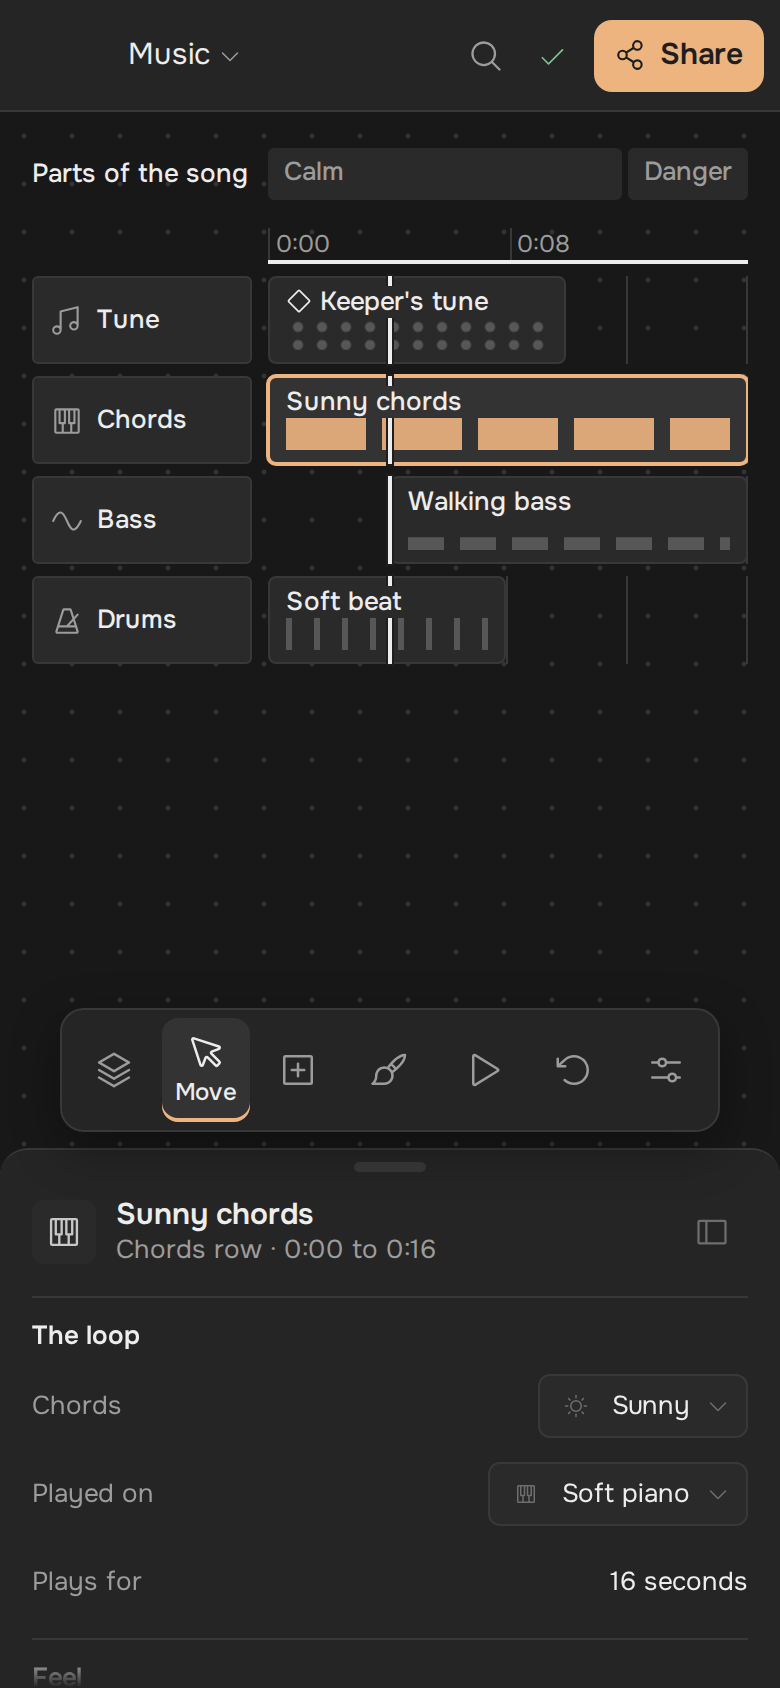 Music
Share
Parts of the song
Calm
Danger
0:00
0:08
Tune
Keeper's tune
Chords
Sunny chords
Bass
Walking bass
Drums
Soft beat
Move
Sunny chords
Chords row · 0:00 to 0:16
The loop
Chords
Sunny
Played on
Soft piano
Plays for
16 seconds
Feel